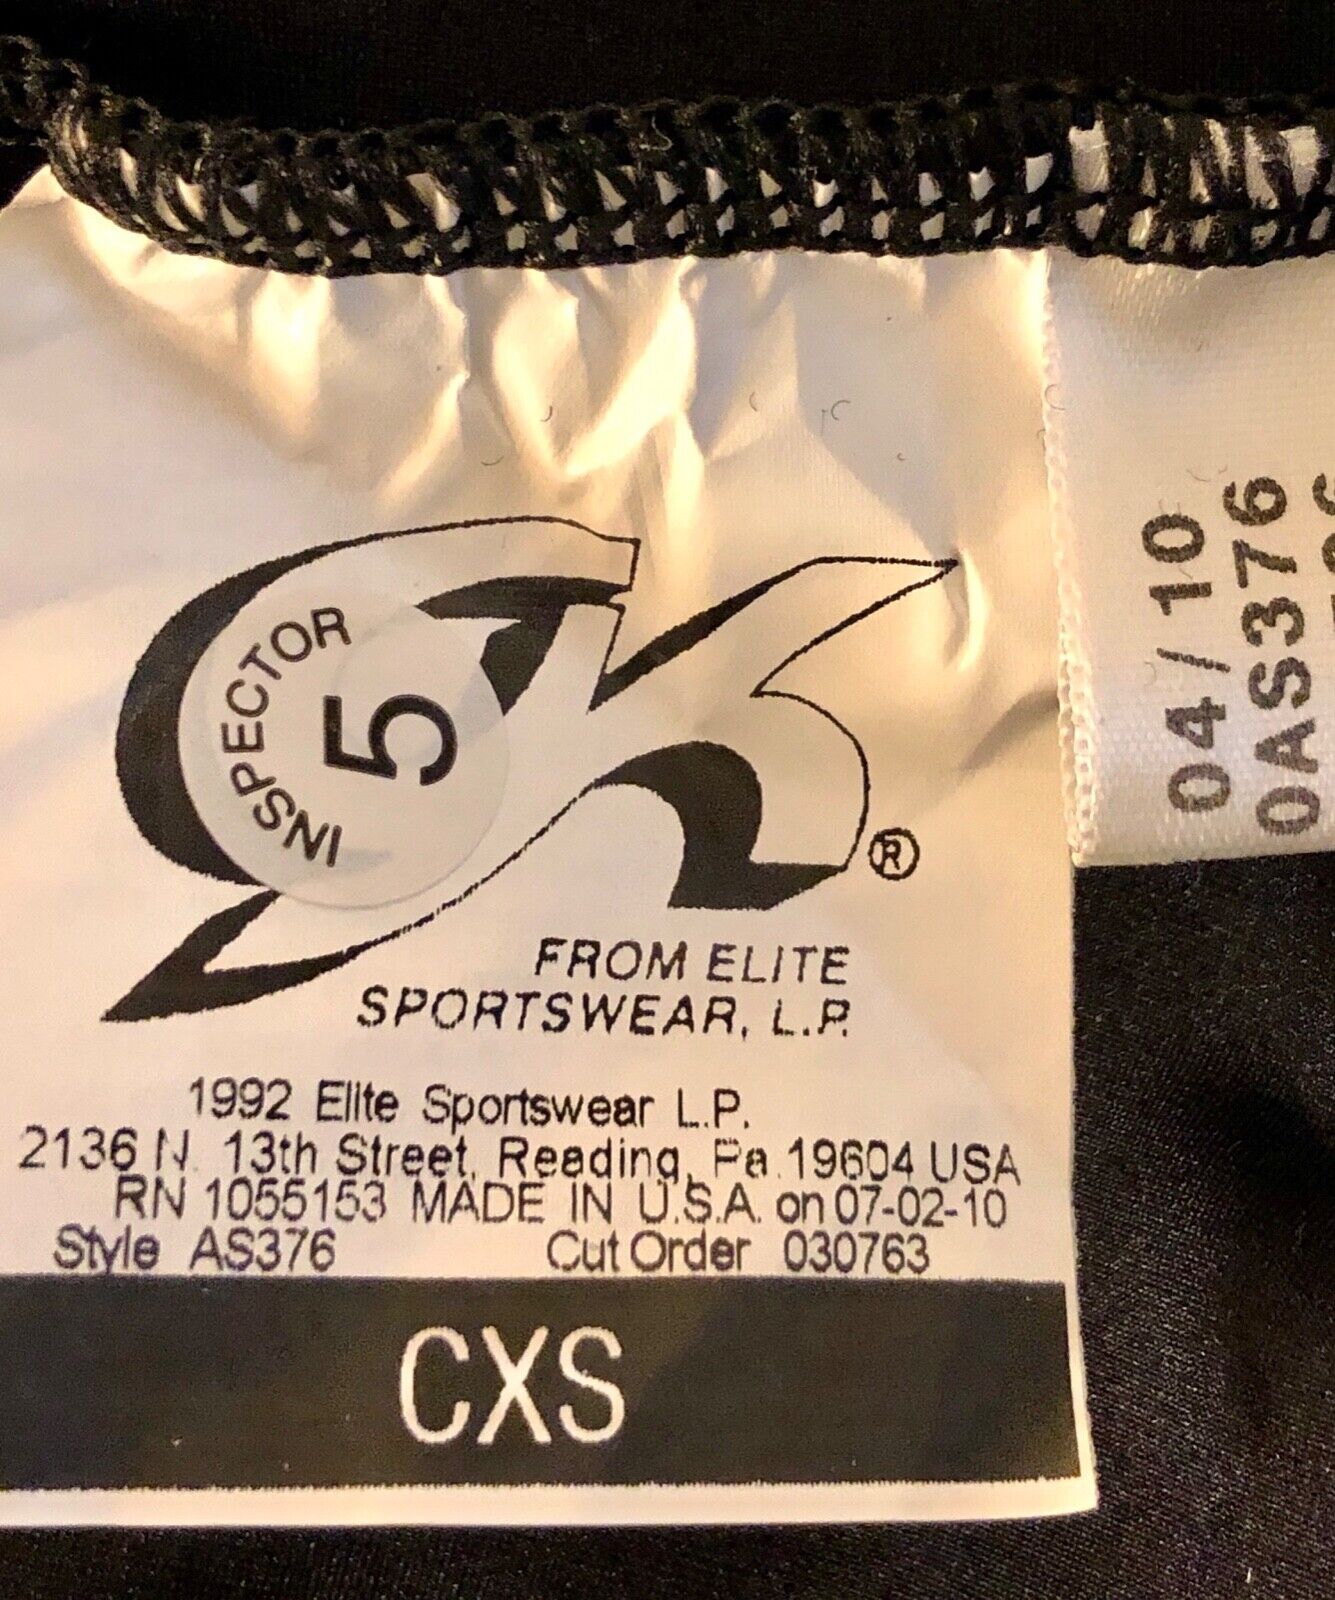 INSPECTOR
5
GK
®
FROM ELITE
SPORTSWEAR, L.P.
1992 Elite Sportswear L.P.
2136 N. 13th Street, Reading, Pa 19604 USA
RN 1055153 MADE IN U.S.A. on 07-02-10
Style AS376 Cut Order 030763
CXS
04/10
0AS376